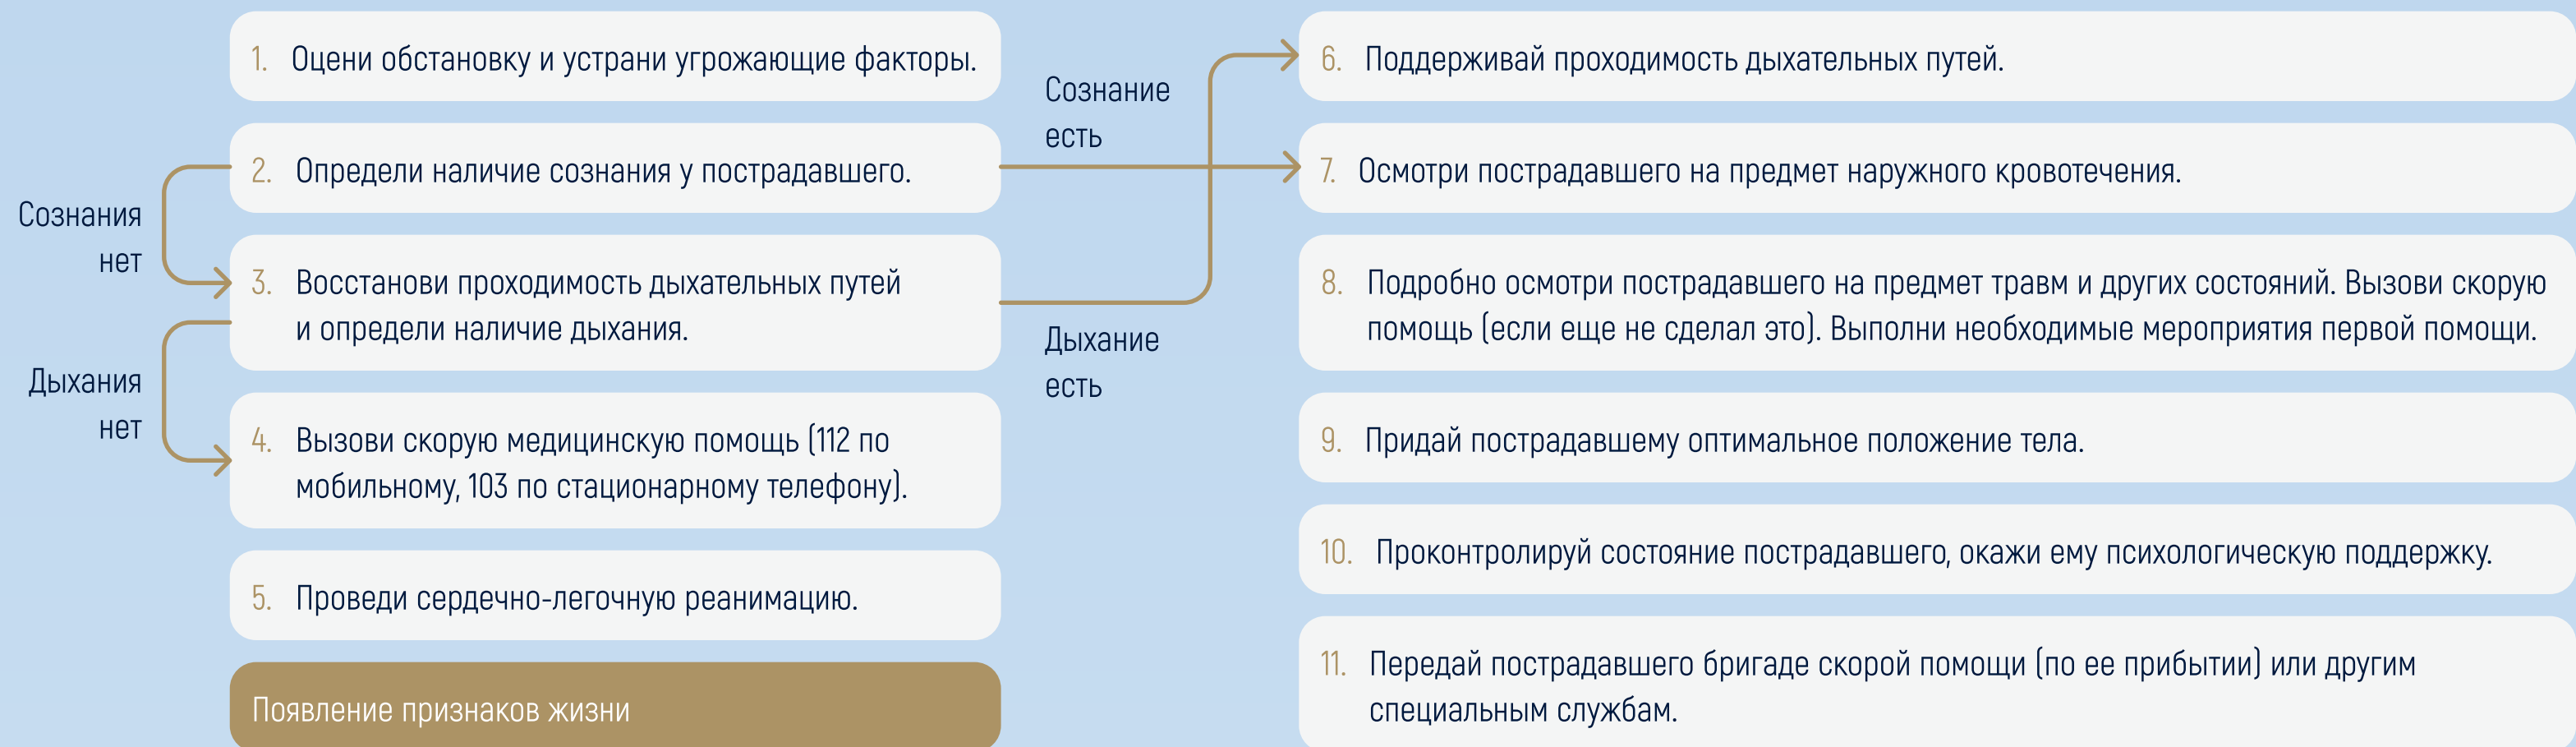 1. Оцени обстановку и устрани угрожающие факторы.
2. Определи наличие сознания у пострадавшего.
Сознания
нет
3. Восстанови проходимость дыхательных путей
и определи наличие дыхания.
Дыхания
нет
4. Вызови скорую медицинскую помощь (112 по
мобильному, 103 по стационарному телефону).
5. Проведи сердечно-легочную реанимацию.
Появление признаков жизни
Сознание
есть
Дыхание
есть
6. Поддерживай проходимость дыхательных путей.
7. Осмотри пострадавшего на предмет наружного кровотечения.
8. Подробно осмотри пострадавшего на предмет травм и других состояний. Вызови скорую
помощь (если еще не сделал это). Выполни необходимые мероприятия первой помощи.
9. Придай пострадавшему оптимальное положение тела.
10. Проконтролируй состояние пострадавшего, окажи ему психологическую поддержку.
11. Передай пострадавшего бригаде скорой помощи (по ее прибытии) или другим
специальным службам.